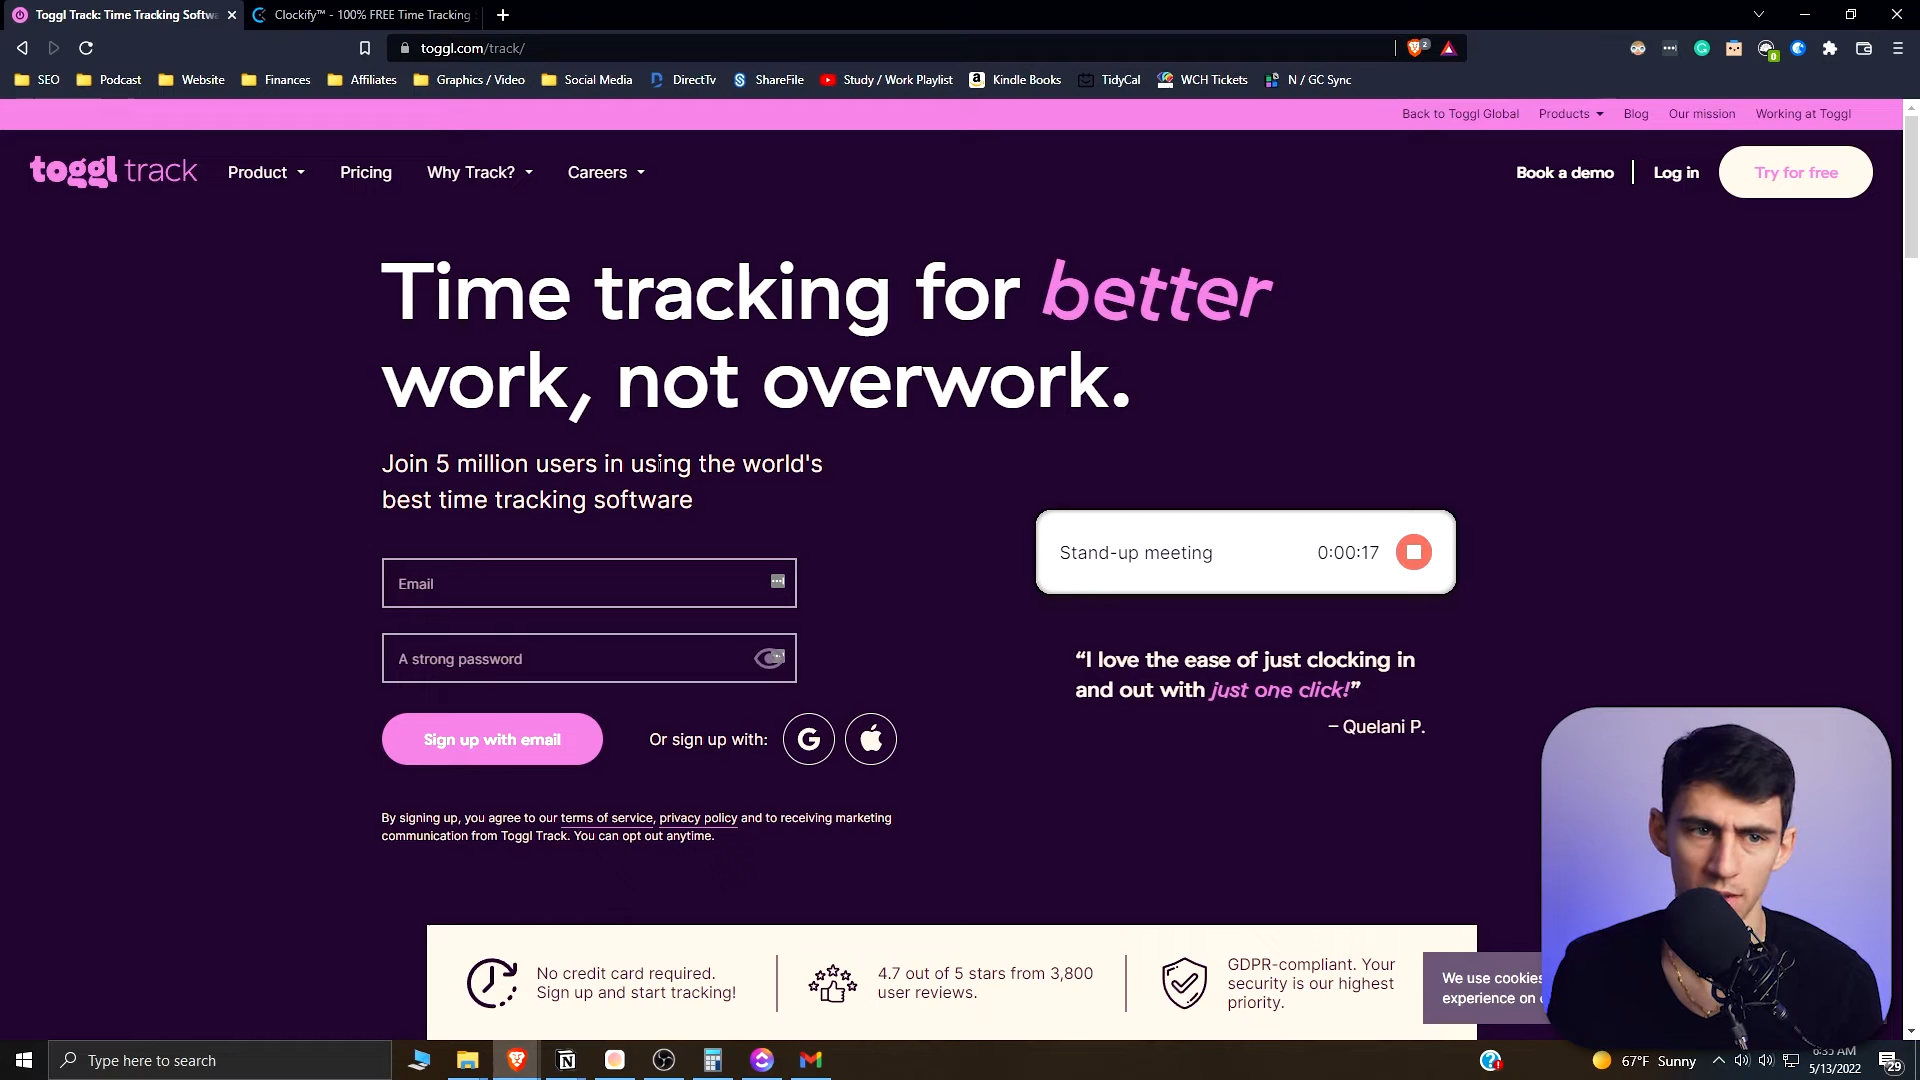 Toggl Track: Time Tracking Softwa
Clockify™ - 100% FREE Time Tracking
toggl.com/track/
2
0
SEO
Podcast
Website
Finances
Affiliates
Graphics / Video
Social Media
DirectTv
ShareFile
Study / Work Playlist
Kindle Books
TidyCal
WCH Tickets
N / GC Sync
Back to Toggl Global
Products
Blog
Our mission
Working at Toggl
toggl track
Product
Pricing
Why Track?
Careers
Book a demo
Log in
Try for free
Time tracking for better
work, not overwork.
Join 5 million users in using the world's
best time tracking software
Email
A strong password
Sign up with email
Or sign up with:
G
Stand-up meeting
0:00:17
“I love the ease of just clocking in
and out with just one click!”
– Quelani P.
By signing up, you agree to our terms of service, privacy policy and to receiving marketing
communication from Toggl Track. You can opt out anytime.
No credit card required.
Sign up and start tracking!
4.7 out of 5 stars from 3,800
user reviews.
GDPR-compliant. Your
security is our highest
priority.
We use cookies
experience on
Type here to search
67°F Sunny
6:35 AM
5/13/2022
29